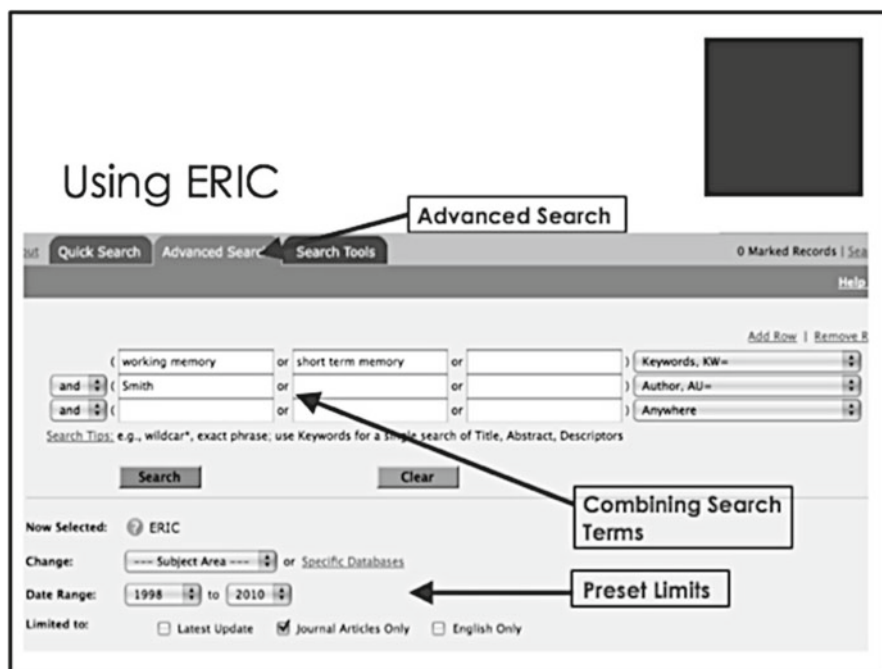 Using ERIC
Advanced Search
Quick Search Advanced Search Search Tools 0 Marked Records |
Help
Add Row | Remove R
( working memory or short term memory or ) Keywords, KW=
and ( Smith or or ) Author, AU=
and ( or or ) Anywhere
Search Tips: e.g., wildcar*, exact phrase; use Keywords for a single search of Title, Abstract, Descriptors
Search Clear
Combining Search
Terms
Now Selected: ? ERIC
Change: --- Subject Area --- or Specific Databases
Preset Limits
Date Range: 1998 to 2010
Limited to: Latest Update Journal Articles Only English Only